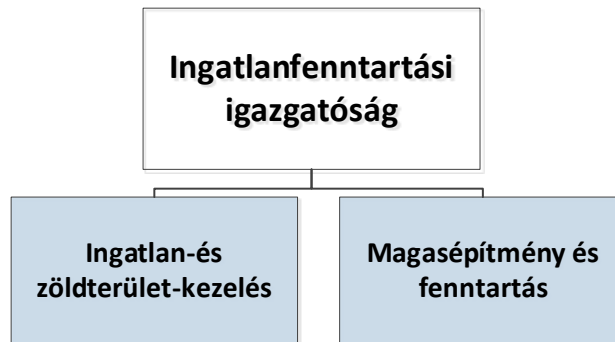 Ingatlanfenntartási
igazgatóság
Ingatlan-és
zöldterület-kezelés
Magasépítmény és
fenntartás